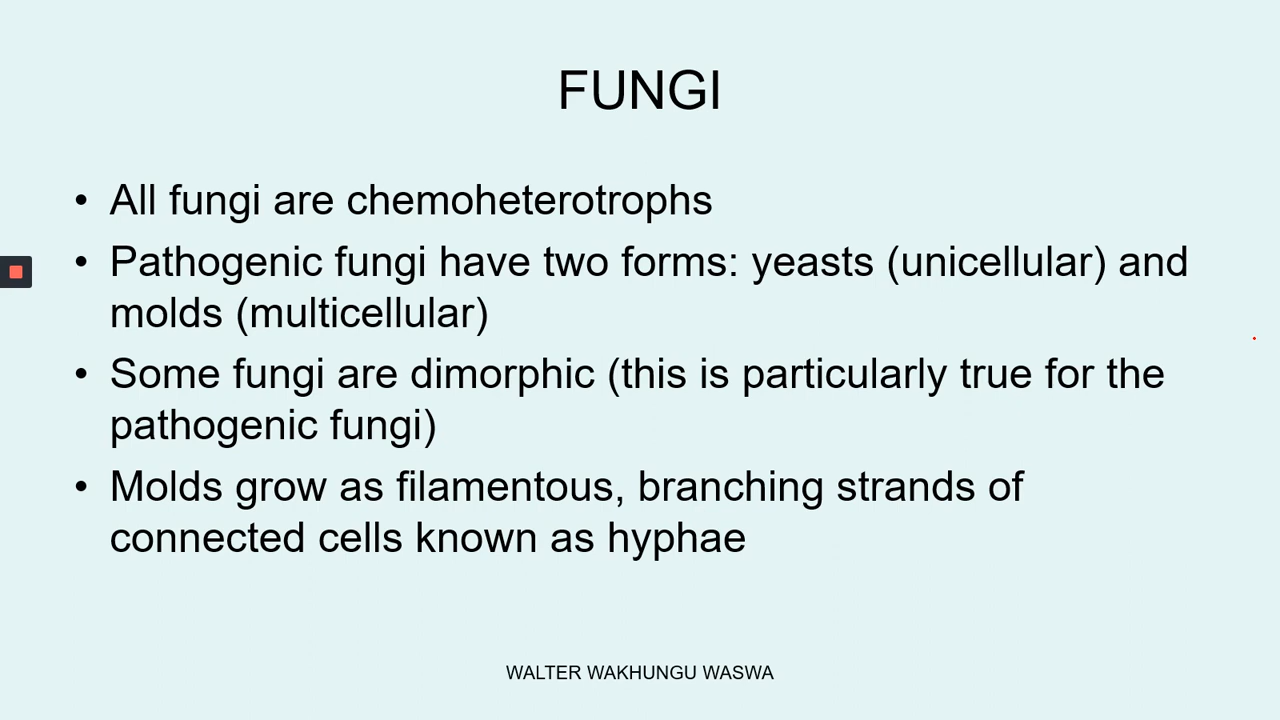 FUNGI
• All fungi are chemoheterotrophs
• Pathogenic fungi have two forms: yeasts (unicellular) and
molds (multicellular)
• Some fungi are dimorphic (this is particularly true for the
pathogenic fungi)
• Molds grow as filamentous, branching strands of
connected cells known as hyphae
WALTER WAKHUNGU WASWA